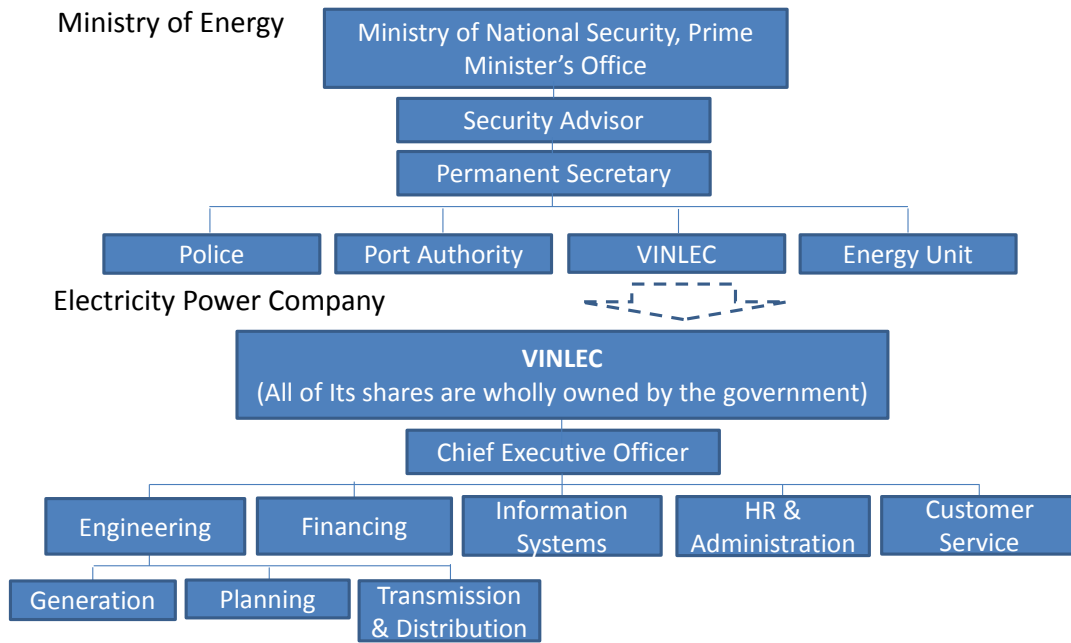 Ministry of Energy
Ministry of National Security, Prime
Minister's Office
Security Advisor
Permanent Secretary
Police
Port Authority
VINLEC
Energy Unit
Electricity Power Company
VINLEC
(All of Its shares are wholly owned by the government)
Chief Executive Officer
Engineering
Financing
Information
Systems
HR &
Administration
Customer
Service
Generation
Planning
Transmission
& Distribution